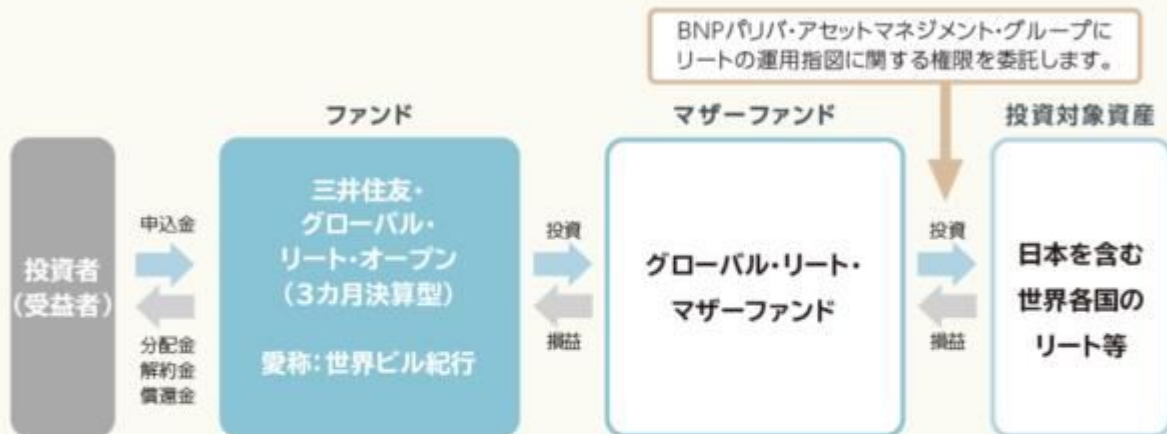 BNPパリバ・アセットマネジメント・グループに
リートの運用指図に関する権限を委託します。
ファンド
マザーファンド
投資対象資産
投資者
(受益者)
申込金
分配金
解約金
償還金
三井住友・
グローバル・
リート・オープン
(3カ月決算型)
愛称:世界ビル紀行
投資
損益
グローバル・リート・
マザーファンド
投資
損益
日本を含む
世界各国の
リート等